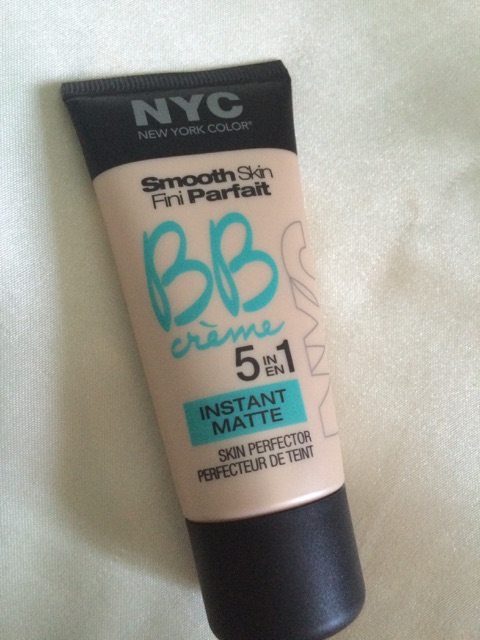 NYC
NEW YORK COLOR®
Smooth Skin
Fini Parfait
BB
crème
5 IN EN 1
INSTANT
MATTE
SKIN PERFECTOR
PERFECTEUR DE TEINT
NYC